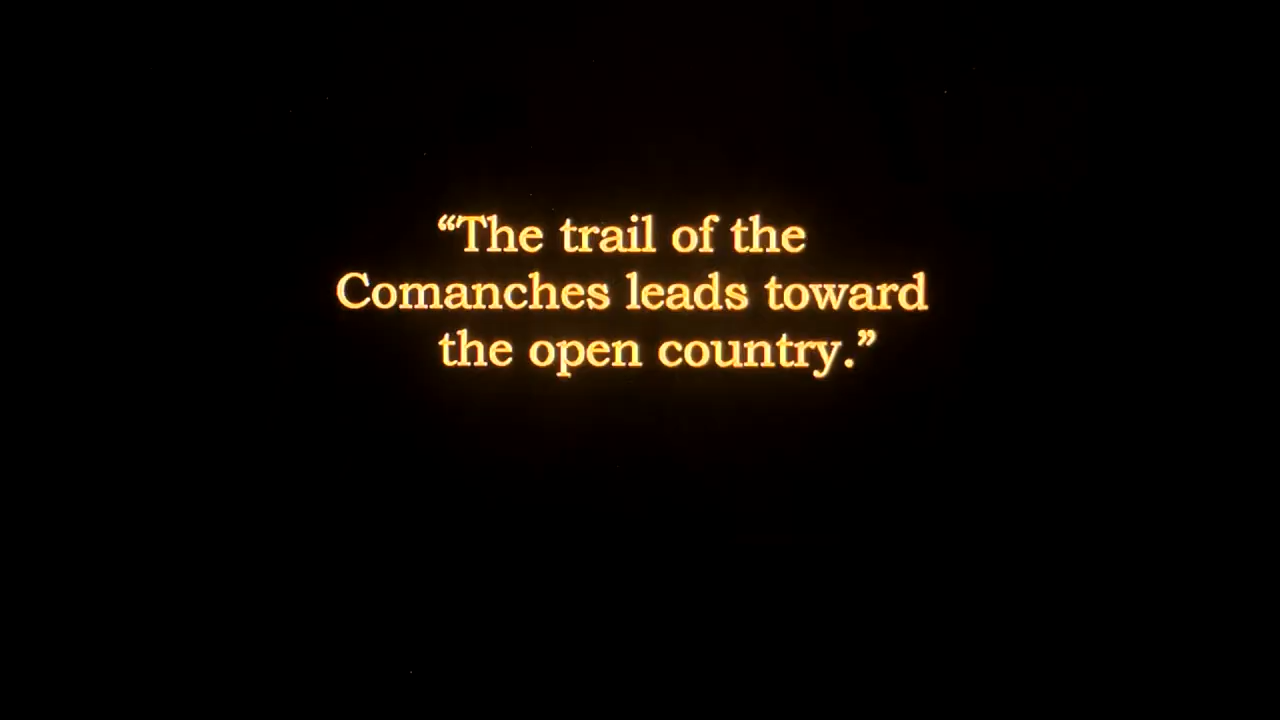 “The trail of the
Comanches leads toward
the open country.”